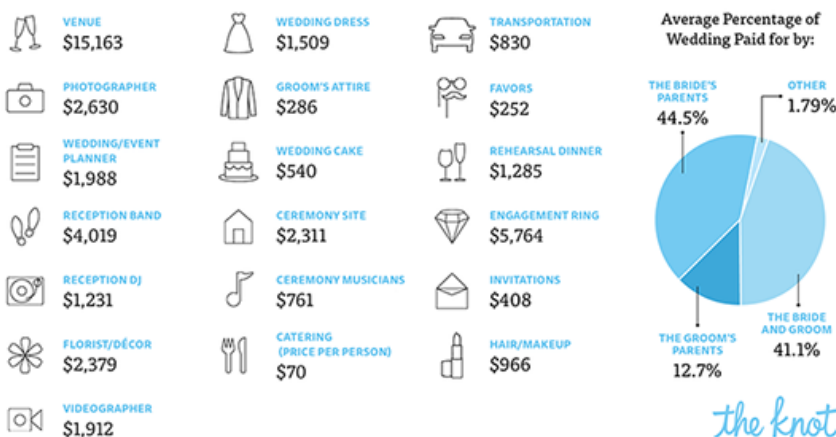 VENUE
$15,163
PHOTOGRAPHER
$2,630
WEDDING/EVENT
PLANNER
$1,988
RECEPTION BAND
$4,019
RECEPTION DJ
$1,231
FLORIST/DÉCOR
$2,379
VIDEOGRAPHER
$1,912
WEDDING DRESS
$1,509
GROOM'S ATTIRE
$286
WEDDING CAKE
$540
CEREMONY SITE
$2,311
CEREMONY MUSICIANS
$761
CATERING
(PRICE PER PERSON)
$70
TRANSPORTATION
$830
FAVORS
$252
REHEARSAL DINNER
$1,285
ENGAGEMENT RING
$5,764
INVITATIONS
$408
HAIR/MAKEUP
$966
Average Percentage of
Wedding Paid for by:
THE BRIDE'S
PARENTS
44.5%
OTHER
1.79%
THE GROOM'S
PARENTS
12.7%
THE BRIDE
AND GROOM
41.1%
the knot